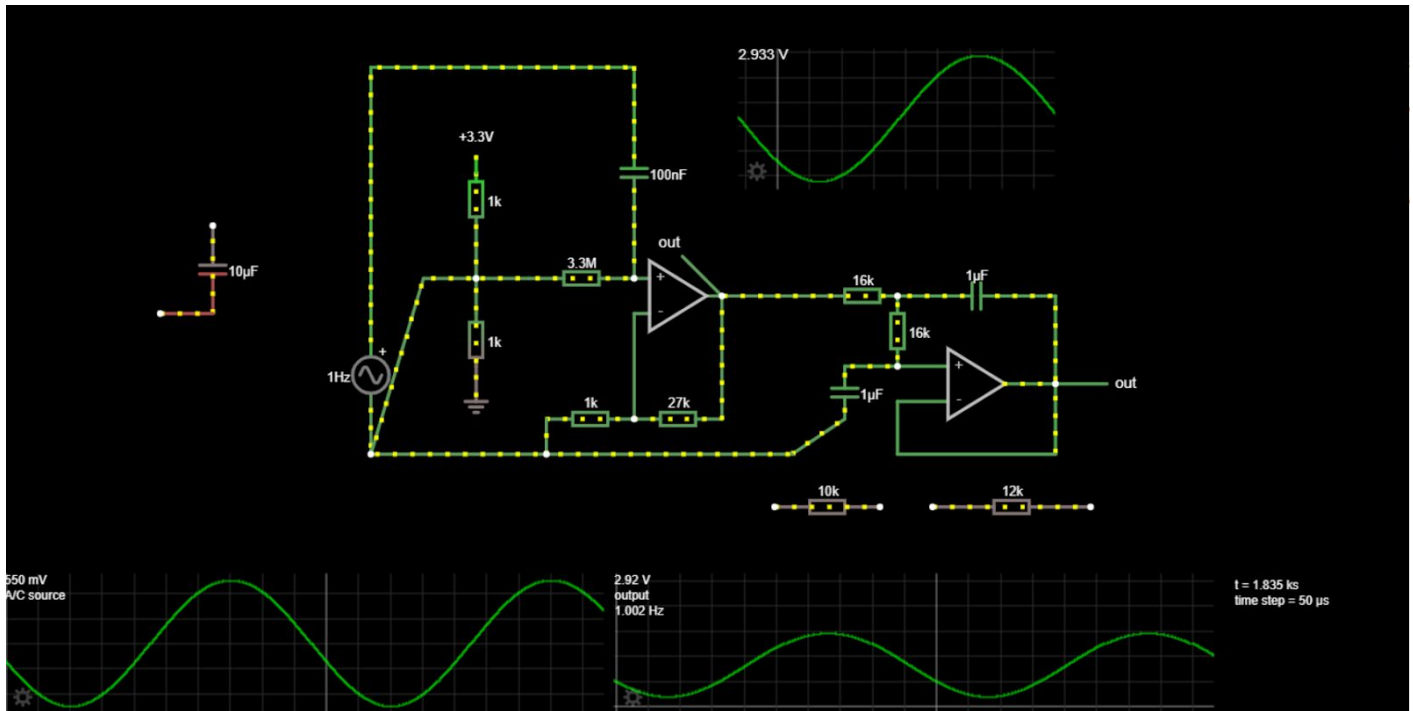 2.933 V
+3.3V
100nF
1k
out
10µF
3.3M
+
-
16k
1µF
16k
1k
+
1Hz
1µF
+
-
out
1k
27k
10k
12k
550 mV
A/C source
2.92 V
output
1.002 Hz
t = 1.835 ks
time step = 50 µs